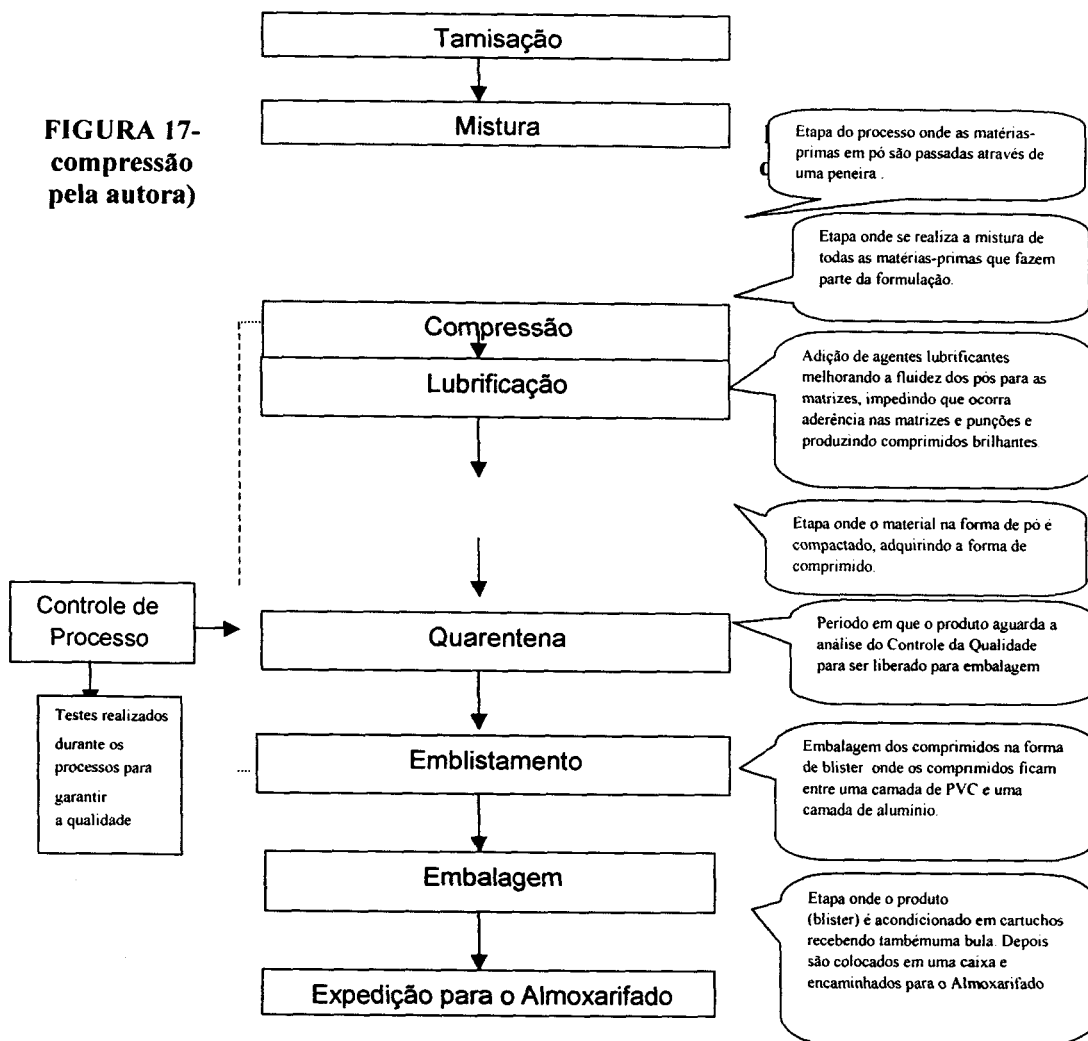 Tamisação
Mistura
FIGURA 17-
compressão
pela autora)
Etapa do processo onde as matérias-
primas em pó são passadas através de
uma peneira .
Etapa onde se realiza a mistura de
todas as matérias-primas que fazem
parte da formulação.
Compressão
Lubrificação
Adição de agentes lubrificantes
melhorando a fluidez dos pós para as
matrizes, impedindo que ocorra
aderência nas matrizes e punções e
produzindo comprimidos brilhantes
Etapa onde o material na forma de pó é
compactado, adquirindo a forma de
comprimido.
Controle de
Processo
Quarentena
Período em que o produto aguarda a
análise do Controle da Qualidade
para ser liberado para embalagem
Testes realizados
durante os
processos para
garantir
a qualidade
Emblistamento
Embalagem dos comprimidos na forma
de blister onde os comprimidos ficam
entre uma camada de PVC e uma
camada de alumínio.
Embalagem
Etapa onde o produto
(blister) é acondicionado em cartuchos
recebendo tambémuma bula. Depois
são colocados em uma caixa e
encaminhados para o Almoxarifado
Expedição para o Almoxarifado